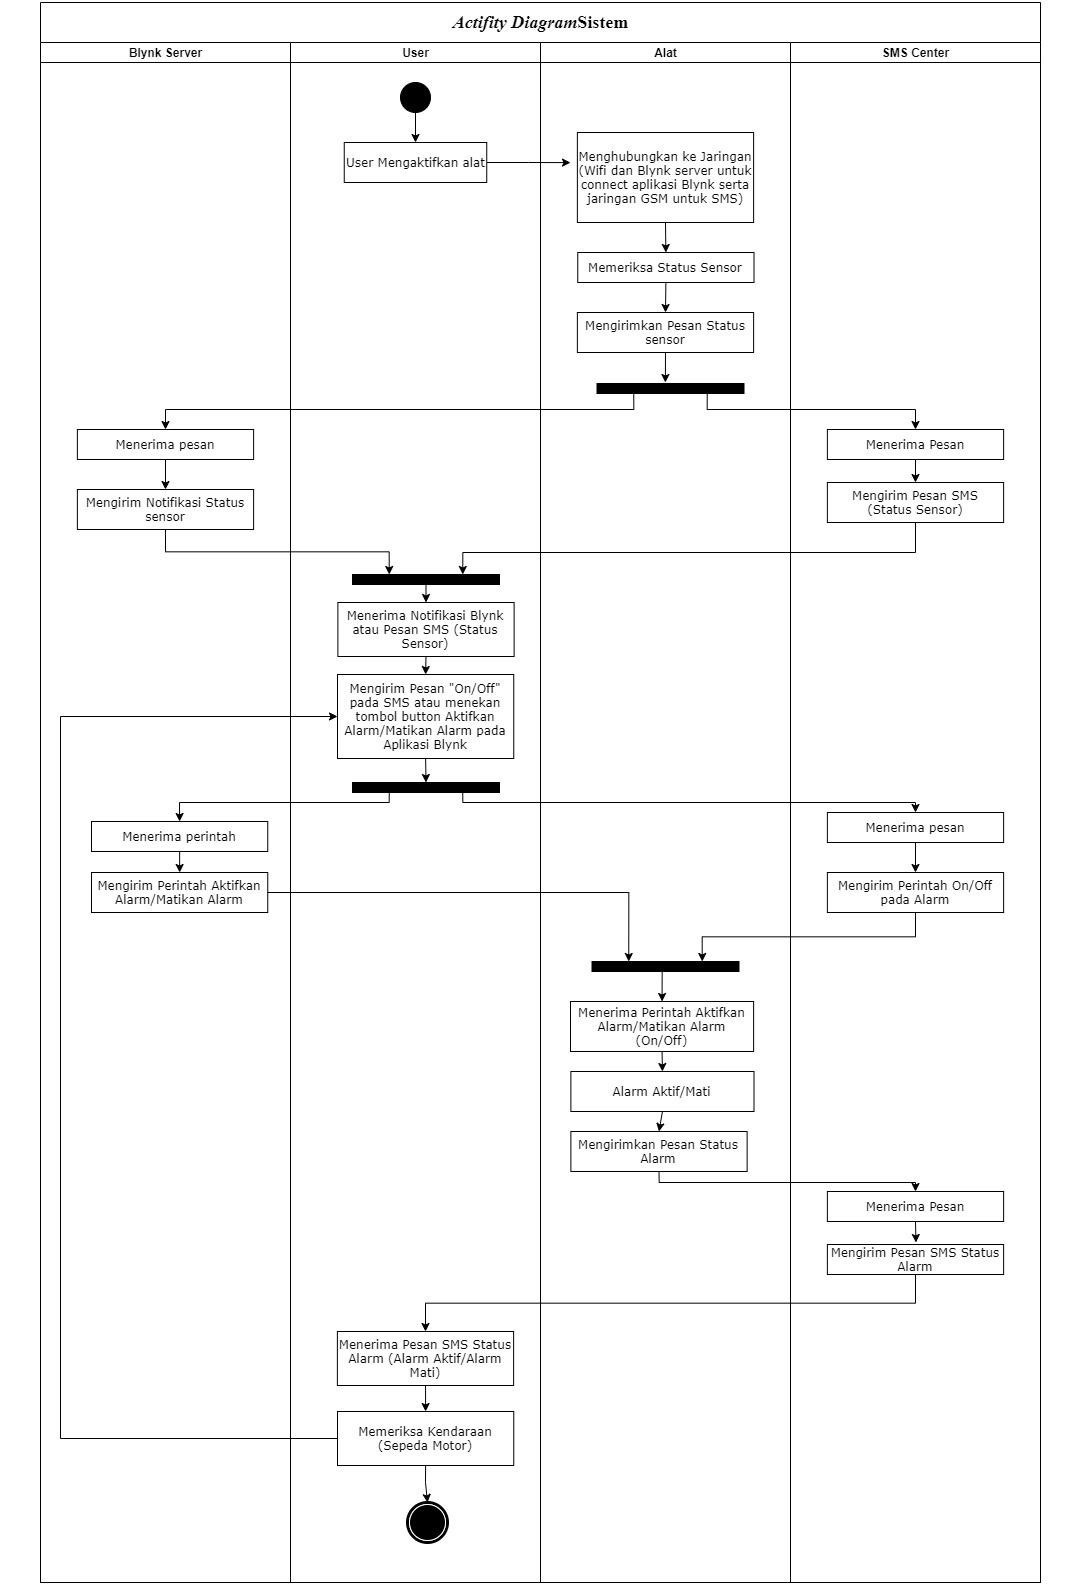 Actifity DiagramSistem
Blynk Server
User
Alat
SMS Center
User Mengaktifkan alat
Menghubungkan ke Jaringan
(Wifi dan Blynk server untuk
connect aplikasi Blynk serta
jaringan GSM untuk SMS)
Memeriksa Status Sensor
Mengirimkan Pesan Status
sensor
Menerima pesan
Menerima Pesan
Mengirim Notifikasi Status
sensor
Mengirim Pesan SMS
(Status Sensor)
Menerima Notifikasi Blynk
atau Pesan SMS (Status
Sensor)
Mengirim Pesan "On/Off"
pada SMS atau menekan
tombol button Aktifkan
Alarm/Matikan Alarm pada
Aplikasi Blynk
Menerima perintah
Menerima pesan
Mengirim Perintah Aktifkan
Alarm/Matikan Alarm
Mengirim Perintah On/Off
pada Alarm
Menerima Perintah Aktifkan
Alarm/Matikan Alarm
(On/Off)
Alarm Aktif/Mati
Mengirimkan Pesan Status
Alarm
Menerima Pesan
Mengirim Pesan SMS Status
Alarm
Menerima Pesan SMS Status
Alarm (Alarm Aktif/Alarm
Mati)
Memeriksa Kendaraan
(Sepeda Motor)